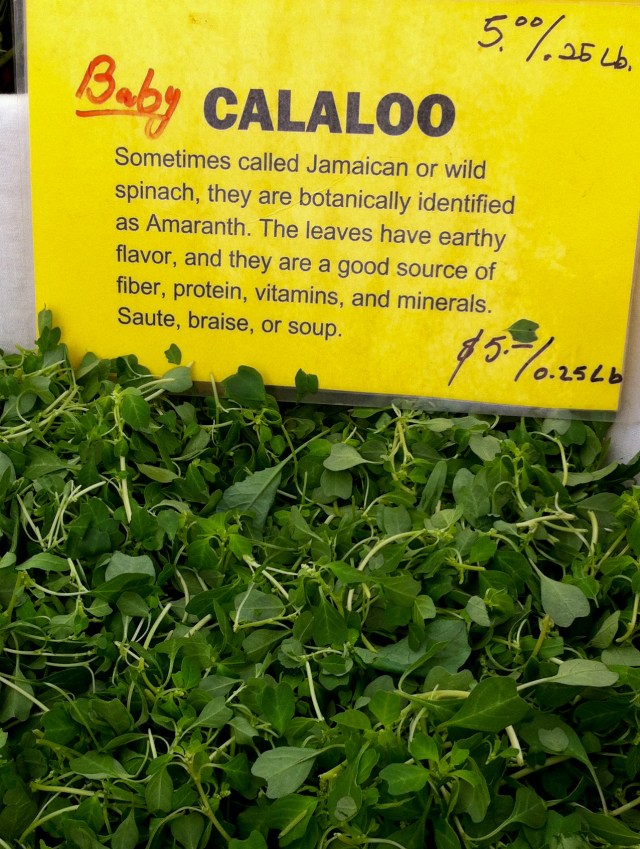 5.00/.25 Lb.
Baby CALALOO
Sometimes called Jamaican or wild
spinach, they are botanically identified
as Amaranth. The leaves have earthy
flavor, and they are a good source of
fiber, protein, vitamins, and minerals.
Saute, braise, or soup.
$5.—/0.25 Lb